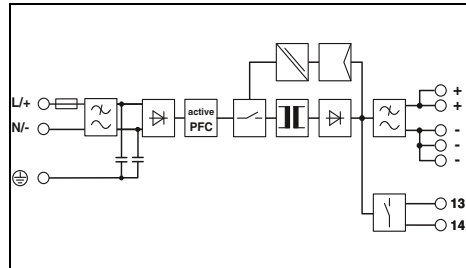 L/+
+
+
active
PFC
N/-
-
-
-
13
14